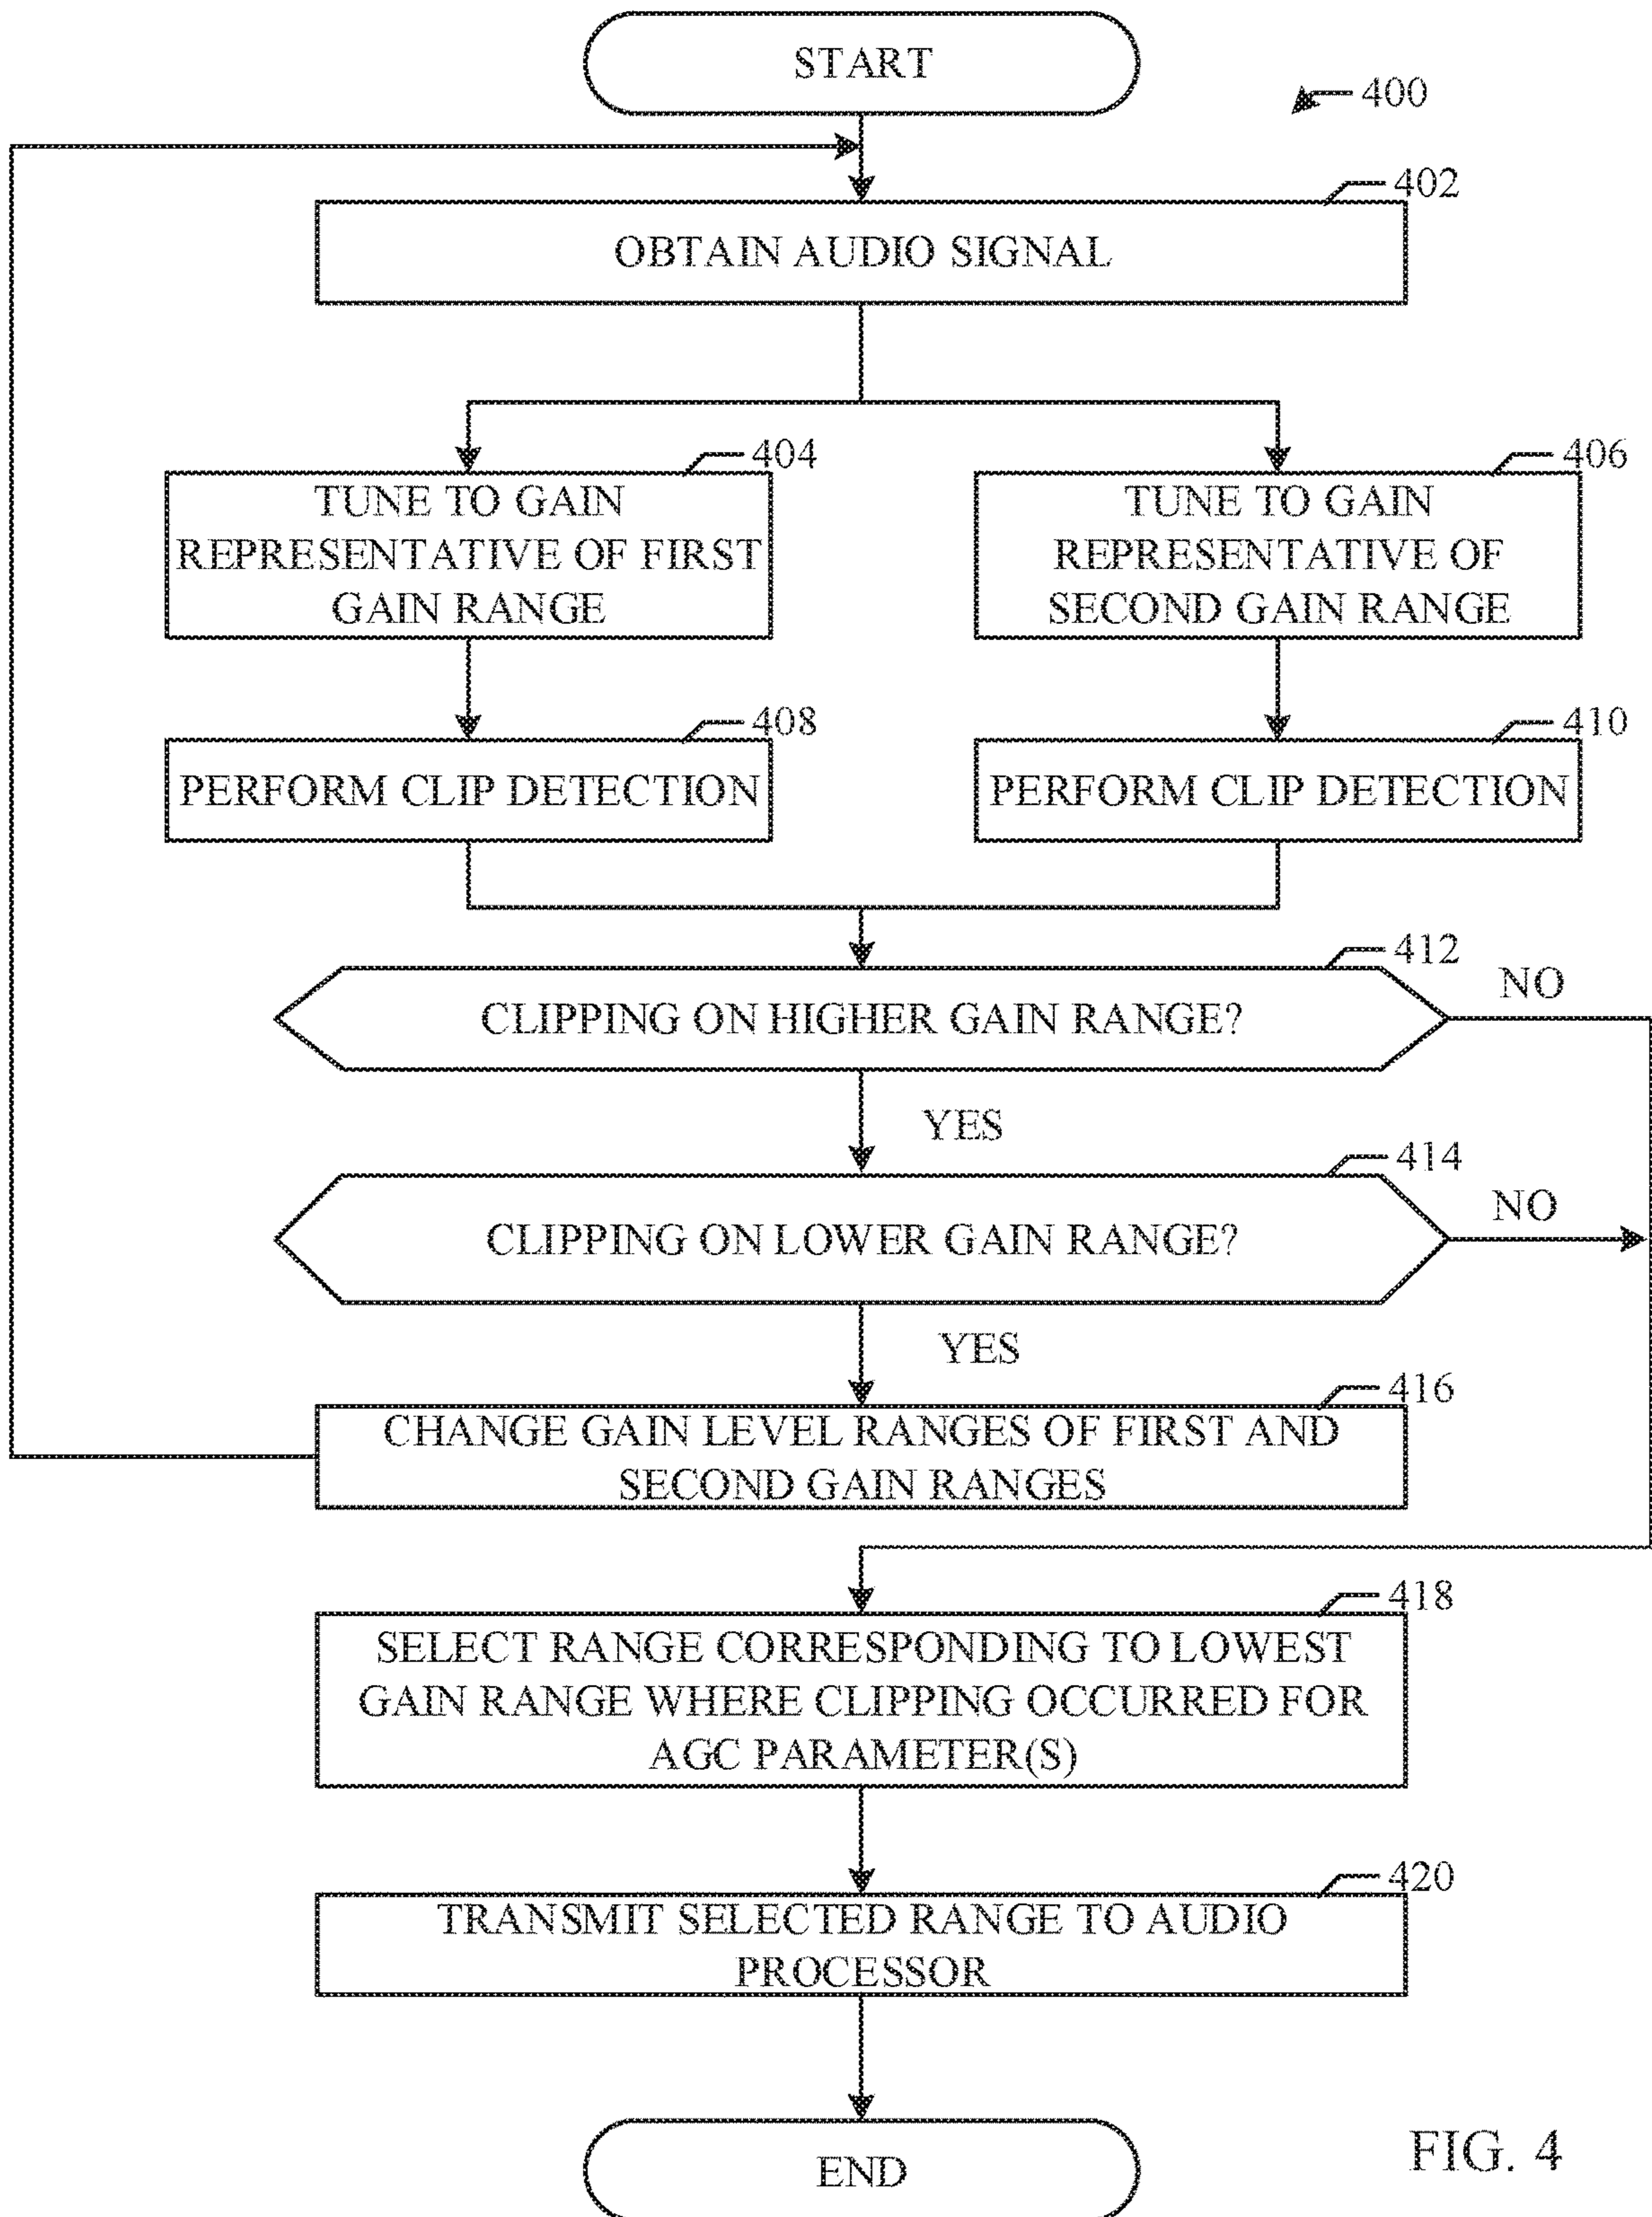 START
400
402
OBTAIN AUDIO SIGNAL
404
TUNE TO GAIN
REPRESENTATIVE OF FIRST
GAIN RANGE
406
TUNE TO GAIN
REPRESENTATIVE OF
SECOND GAIN RANGE
408
PERFORM CLIP DETECTION
410
PERFORM CLIP DETECTION
412
CLIPPING ON HIGHER GAIN RANGE?
NO
YES
414
CLIPPING ON LOWER GAIN RANGE?
NO
YES
416
CHANGE GAIN LEVEL RANGES OF FIRST AND
SECOND GAIN RANGES
418
SELECT RANGE CORRESPONDING TO LOWEST
GAIN RANGE WHERE CLIPPING OCCURRED FOR
AGC PARAMETER(S)
420
TRANSMIT SELECTED RANGE TO AUDIO
PROCESSOR
END
FIG. 4